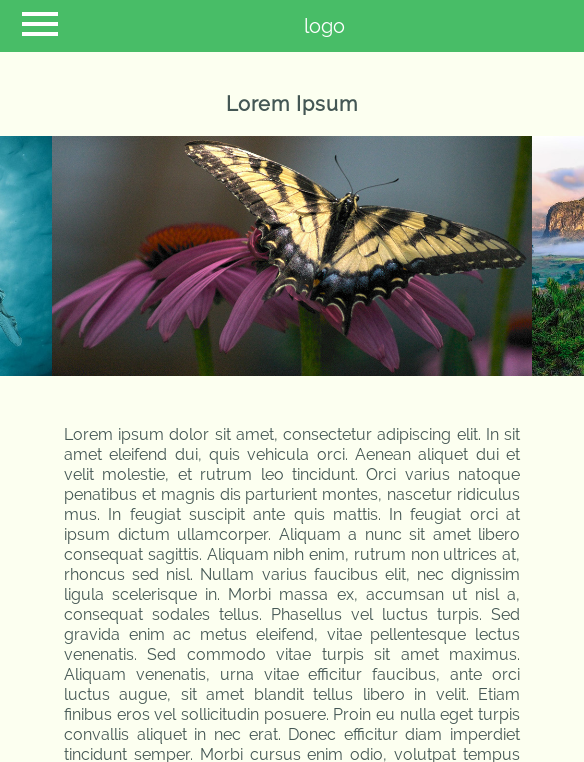 logo
Lorem Ipsum
Lorem ipsum dolor sit amet, consectetur adipiscing elit. In sit
amet eleifend dui, quis vehicula orci. Aenean aliquet dui et
velit molestie, et rutrum leo tincidunt. Orci varius natoque
penatibus et magnis dis parturient montes, nascetur ridiculus
mus. In feugiat suscipit ante quis mattis. In feugiat orci at
ipsum dictum ullamcorper. Aliquam a nunc sit amet libero
consequat sagittis. Aliquam nibh enim, rutrum non ultrices at,
rhoncus sed nisl. Nullam varius faucibus elit, nec dignissim
ligula scelerisque in. Morbi massa ex, accumsan ut nisl a,
consequat sodales tellus. Phasellus vel luctus turpis. Sed
gravida enim ac metus eleifend, vitae pellentesque lectus
venenatis. Sed commodo vitae turpis sit amet maximus.
Aliquam venenatis, urna vitae efficitur faucibus, ante orci
luctus augue, sit amet blandit tellus libero in velit. Etiam
finibus eros vel sollicitudin posuere. Proin eu nulla eget turpis
convallis aliquet in nec erat. Donec efficitur diam imperdiet
tincidunt semper. Morbi cursus enim odio, volutpat tempus